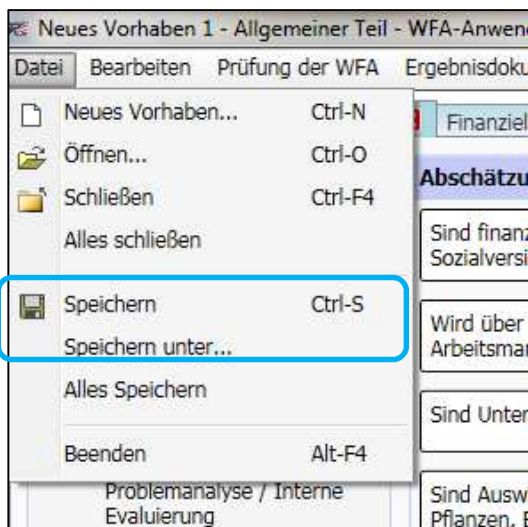 Neues Vorhaben 1 - Allgemeiner Teil - WFA-Anwen
Datei Bearbeiten Prüfung der WFA Ergebnisdoku
Neues Vorhaben... Ctrl-N
Öffnen... Ctrl-O
Schließen Ctrl-F4
Alles schließen
Speichern Ctrl-S
Speichern unter...
Alles Speichern
Beenden Alt-F4
Problemanalyse / Interne
Evaluierung
Finanziel
Abschätzu
Sind finanz
Sozialversi
Wird über
Arbeitsmar
Sind Unter
Sind Ausw
Pflanzen,